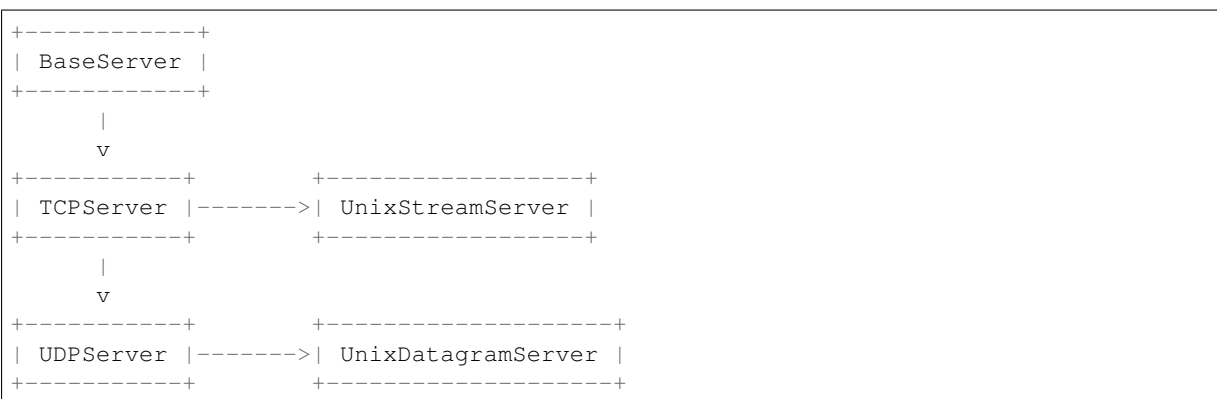 +------------+
| BaseServer |
+------------+
      |
      v
+-----------+        +------------------+
| TCPServer |------->| UnixStreamServer |
+-----------+        +------------------+
      |
      v
+-----------+        +--------------------+
| UDPServer |------->| UnixDatagramServer |
+-----------+        +--------------------+